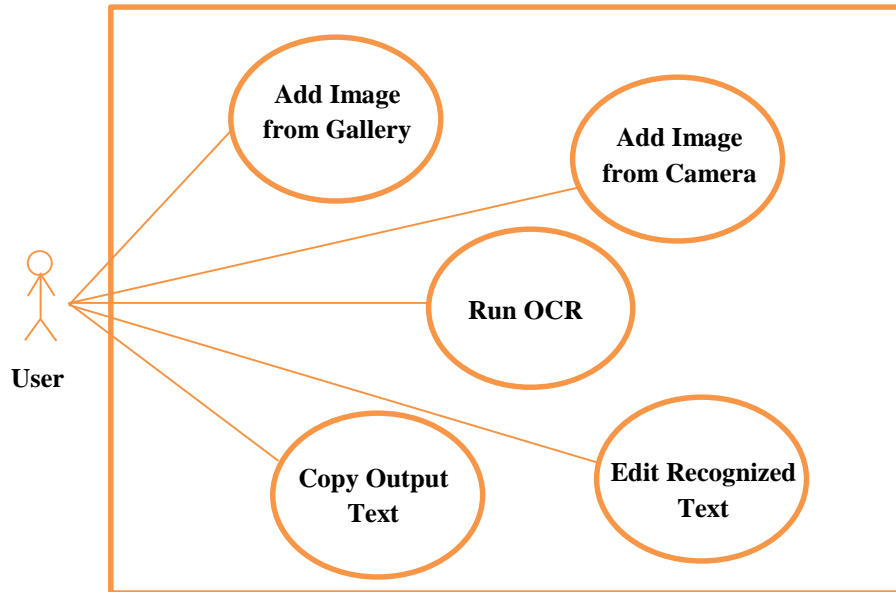 Add Image
from Gallery
Add Image
from Camera
Run OCR
User
Copy Output
Text
Edit Recognized
Text